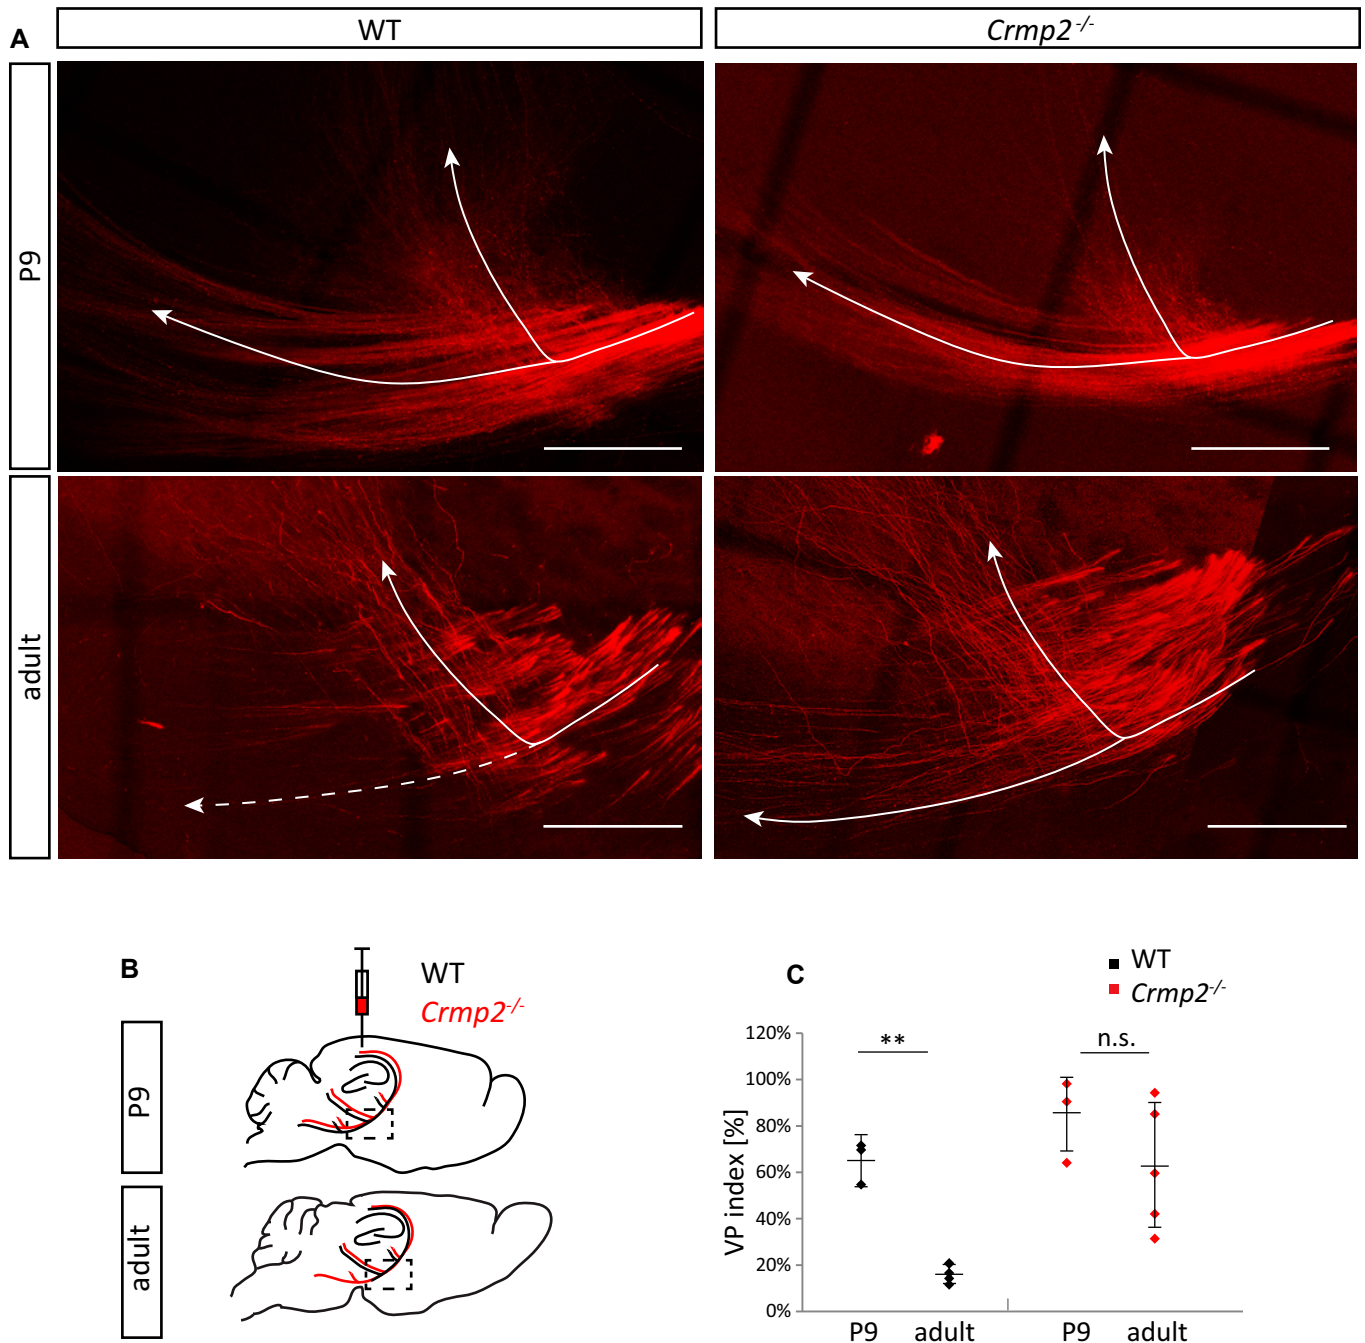 A
WT
Crmp2-/-
P9
adult
B
WT
Crmp2-/-
P9
adult
C
WT
Crmp2-/-
VP index [%]
120%
100%
80%
60%
40%
20%
0%
**
n.s.
P9 adult P9 adult